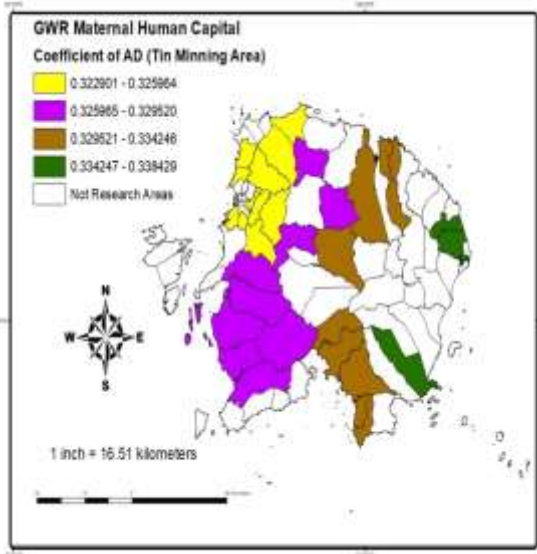 GWR Maternal Human Capital
Coefficient of AD (Tin Minning Area)
0.322901 - 0.325964
0.325965 - 0.329520
0.329521 - 0.334246
0.334247 - 0.338429
Not Research Areas
N
W E
S
1 inch = 16.51 kilometers